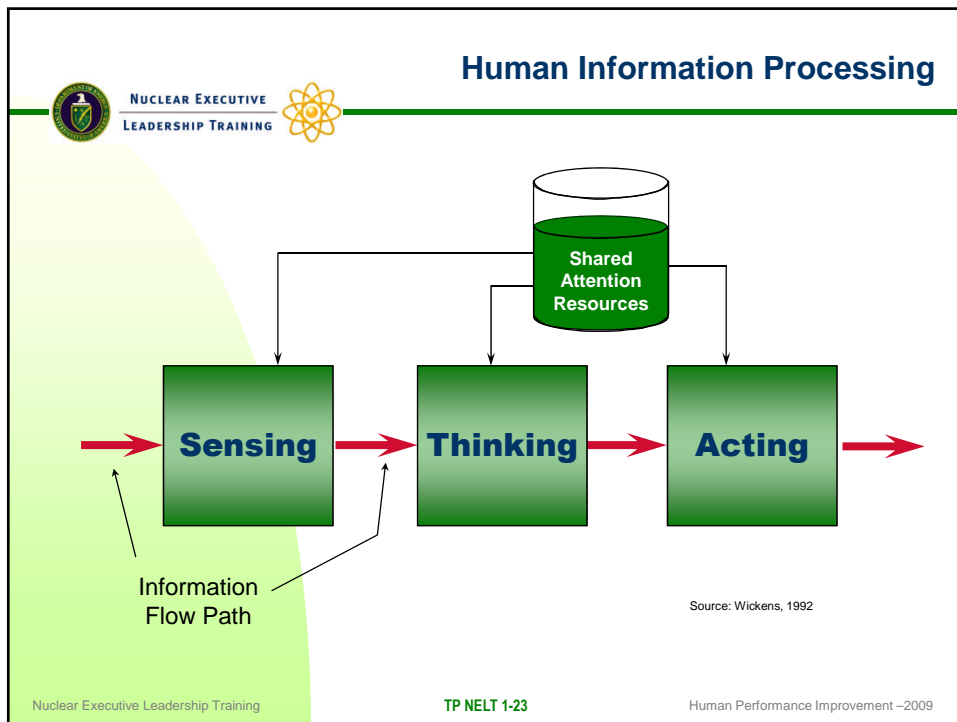 Human Information Processing
NUCLEAR EXECUTIVE
LEADERSHIP TRAINING
Shared
Attention
Resources
Sensing
Thinking
Acting
Information
Flow Path
Source: Wickens, 1992
Nuclear Executive Leadership Training
TP NELT 1-23
Human Performance Improvement –2009